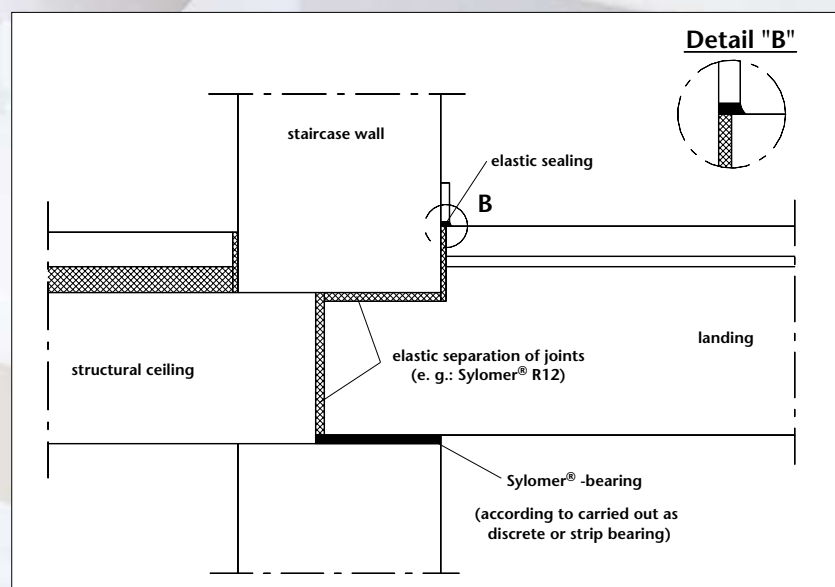 Detail "B"
staircase wall
elastic sealing
B
elastic separation of joints
(e. g.: Sylomer® R12)
landing
structural ceiling
Sylomer® -bearing
(according to carried out as
discrete or strip bearing)